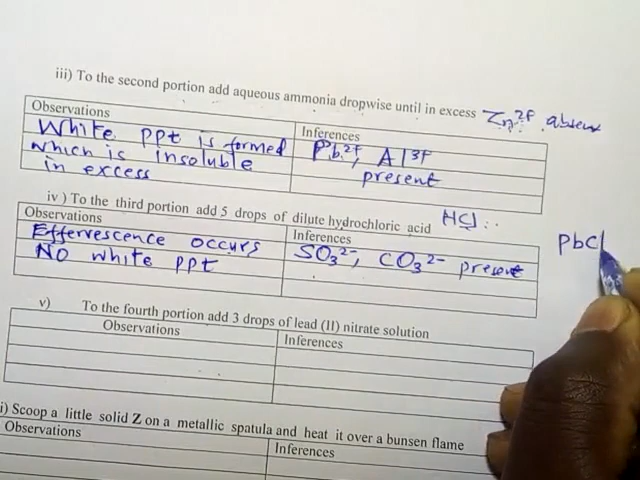 iii) To the second portion add aqueous ammonia dropwise until in excess Zn2+ absent
Observations
Inferences
White ppt is formed
which is insoluble
in excess
Pb2+, Al3+
present
iv) To the third portion add 5 drops of dilute hydrochloric acid HCl
Observations
Inferences
Effervescence occurs
No white ppt
SO32-, CO32- present
PbCl
v) To the fourth portion add 3 drops of lead (II) nitrate solution
Observations
Inferences
i) Scoop a little solid Z on a metallic spatula and heat it over a bunsen flame
Observations
Inferences